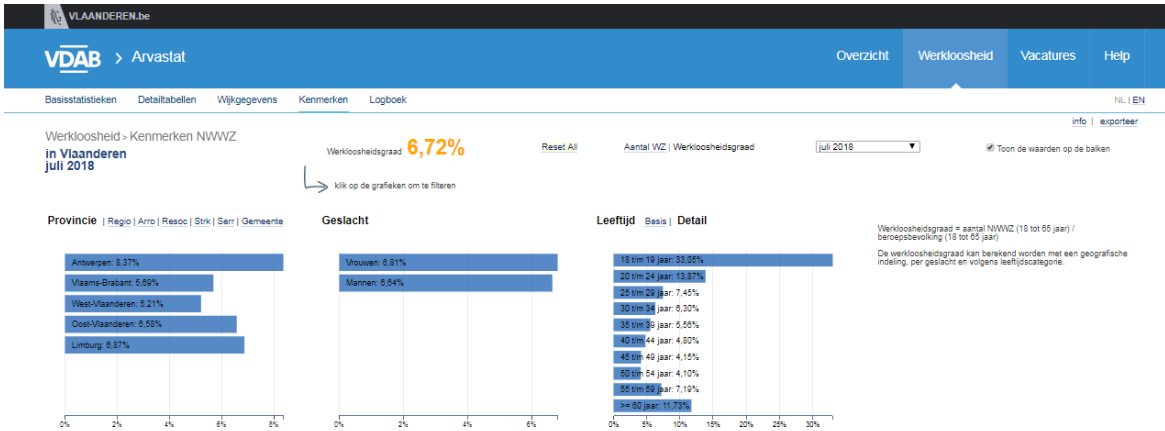 VLAANDEREN.be
VDAB > Arvastat
Overzicht Werkloosheid Vacatures Help
Basisstatistieken Detailtabellen Wijkgegevens Kenmerken Logboek
NL | EN
info | exporteer
Werkloosheid > Kenmerken NWWZ
in Vlaanderen
juli 2018
Werkloosheidsgraad 6,72%
Reset All
Aantal WZ | Werkloosheidsgraad
juli 2018
Toon de waarden op de balken
klik op de grafieken om te filteren
Provincie | Regio | Arro | Resoc | Strk | Serr | Gemeente
Antwerpen: 8,37%
Vlaams-Brabant: 5,69%
West-Vlaanderen: 5,21%
Oost-Vlaanderen: 6,58%
Limburg: 6,87%
0% 2% 4% 6% 8%
Geslacht
Vrouwen: 6,81%
Mannen: 6,64%
0% 2% 4% 6%
Leeftijd Basis | Detail
18 t/m 19 jaar: 33,05%
20 t/m 24 jaar: 13,87%
25 t/m 29 jaar: 7,45%
30 t/m 34 jaar: 6,30%
35 t/m 39 jaar: 5,56%
40 t/m 44 jaar: 4,80%
45 t/m 49 jaar: 4,15%
50 t/m 54 jaar: 4,10%
55 t/m 59 jaar: 7,19%
>= 60 jaar: 11,73%
0% 5% 10% 15% 20% 25% 30%
Werkloosheidsgraad = aantal NWWZ (18 tot 65 jaar) /
beroepsbevolking (18 tot 65 jaar)
De werkloosheidsgraad kan berekend worden met een geografische
indeling, per geslacht en volgens leeftijdscategorie.